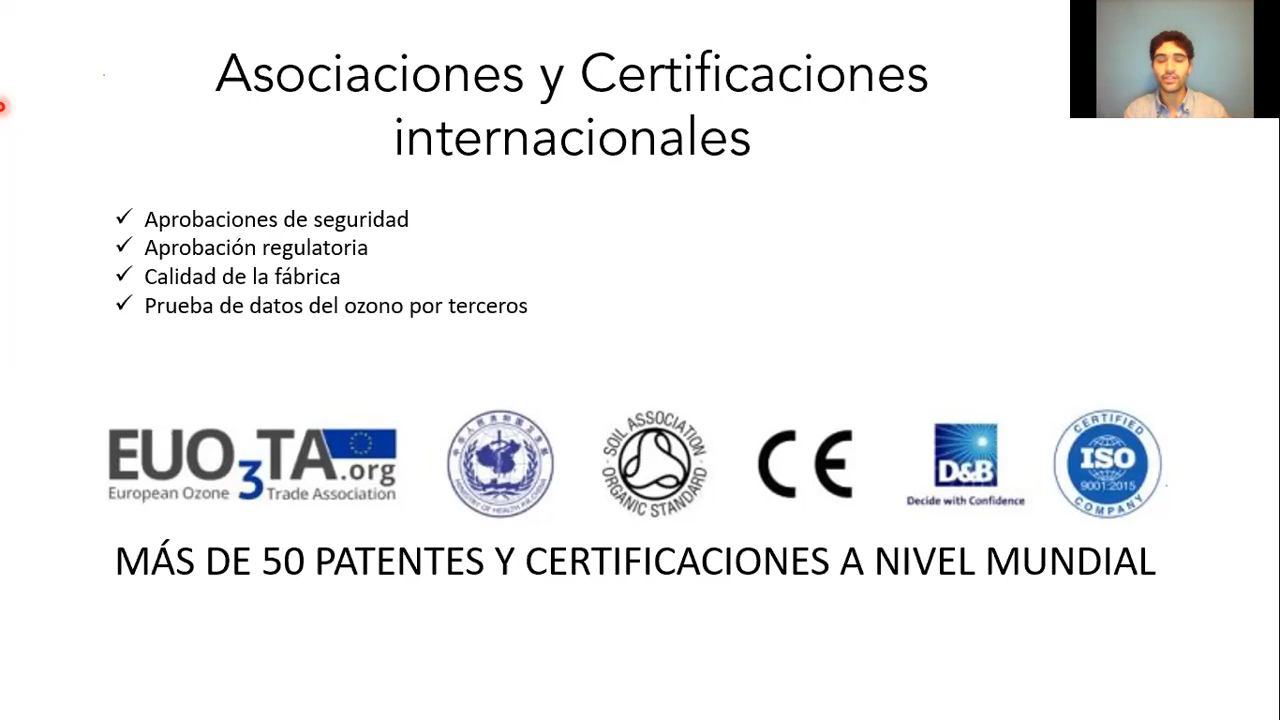 Asociaciones y Certificaciones
internacionales
Aprobaciones de seguridad
Aprobación regulatoria
Calidad de la fábrica
Prueba de datos del ozono por terceros
EUO3TA.org
European Ozone Trade Association
SOIL ASSOCIATION
ORGANIC STANDARD
CE
D&B
Decide with Confidence
CERTIFIED
ISO
9001:2015
COMPANY
MÁS DE 50 PATENTES Y CERTIFICACIONES A NIVEL MUNDIAL